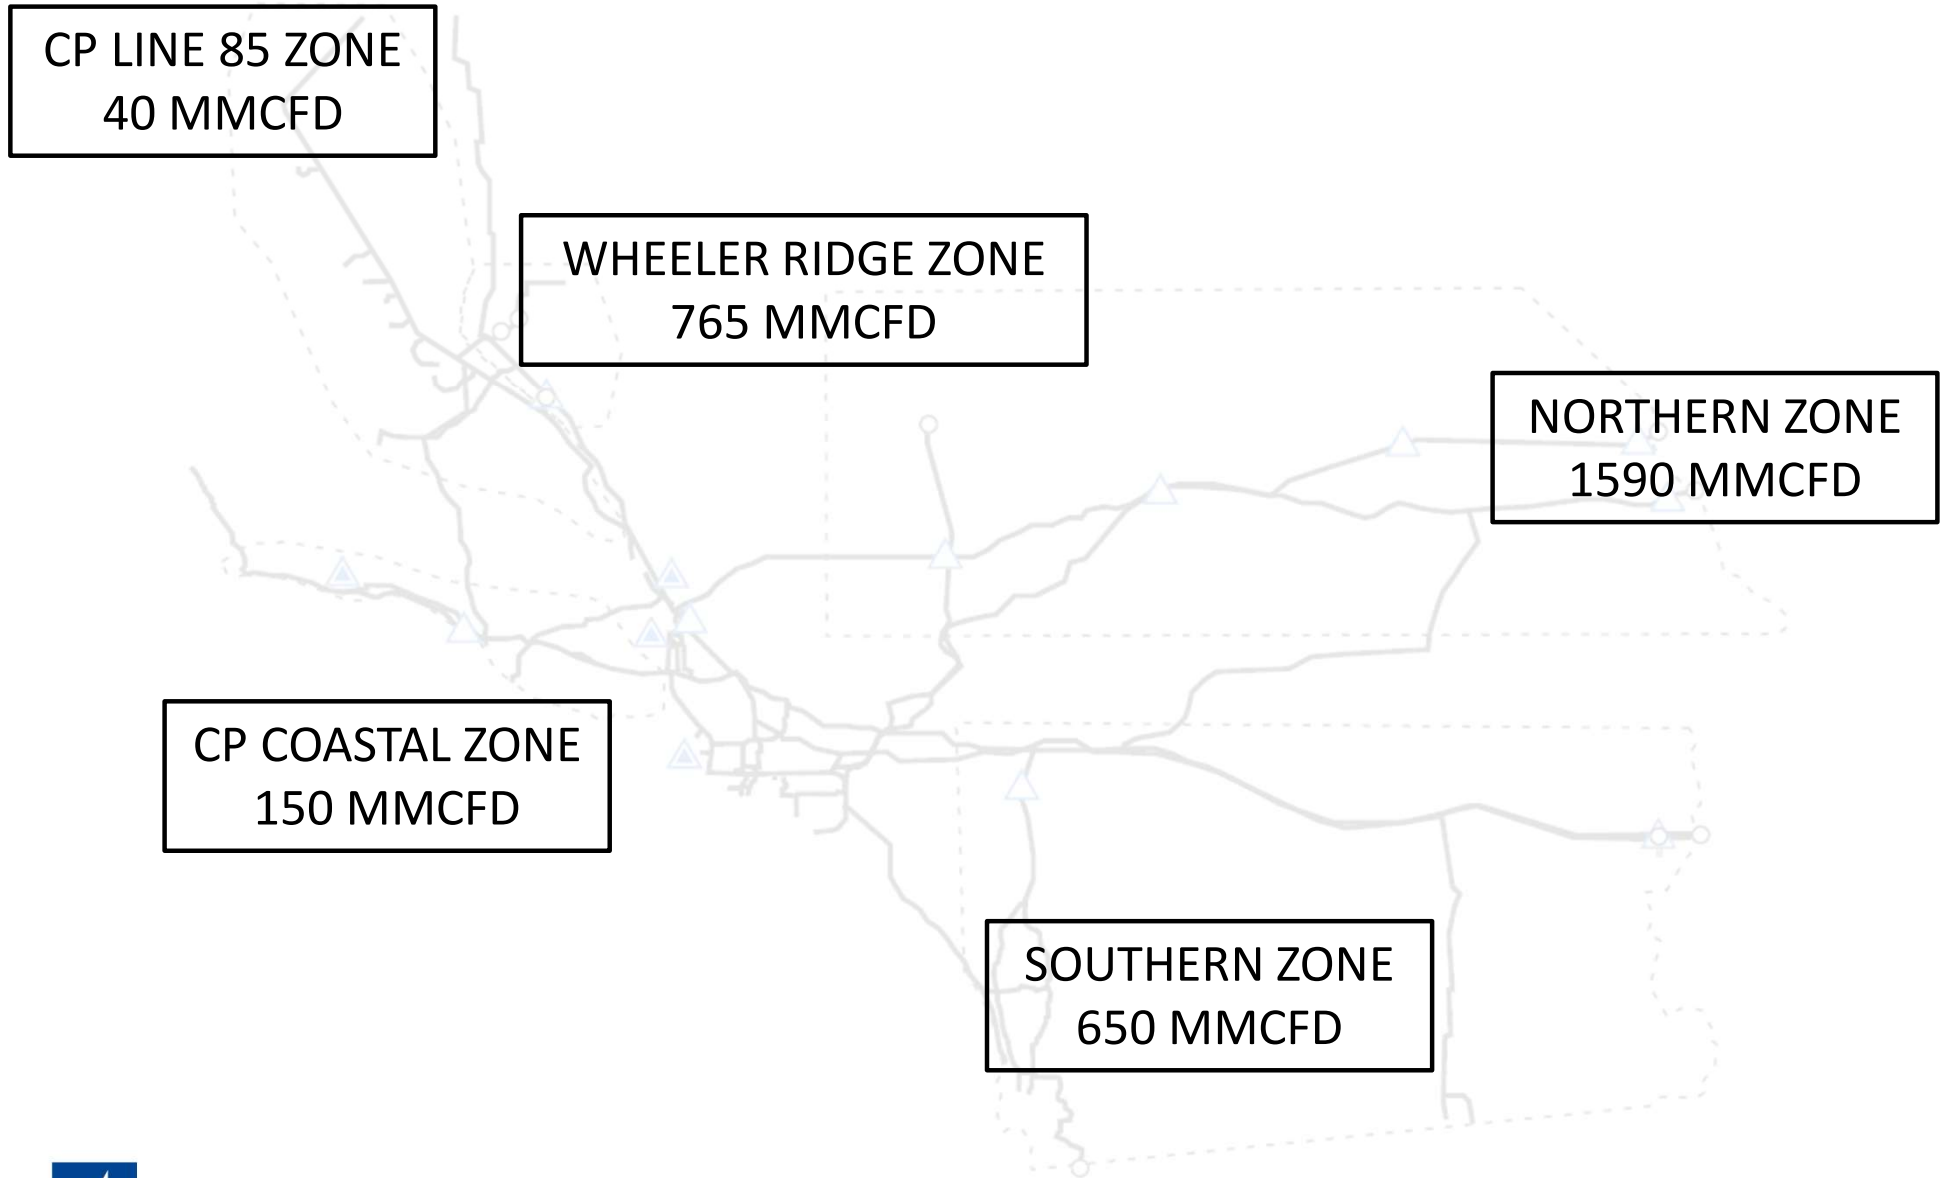 CP LINE 85 ZONE
40 MMCFD
WHEELER RIDGE ZONE
765 MMCFD
NORTHERN ZONE
1590 MMCFD
CP COASTAL ZONE
150 MMCFD
SOUTHERN ZONE
650 MMCFD